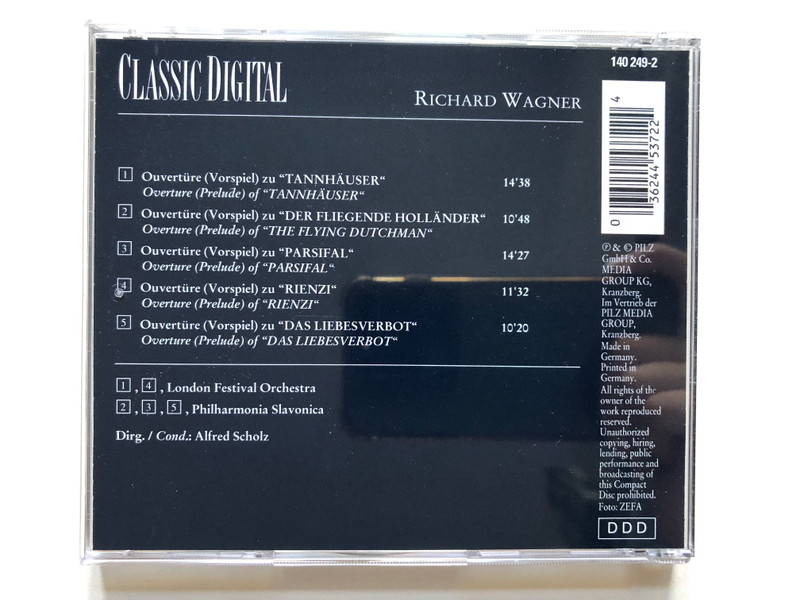 CLASSIC DIGITAL
RICHARD WAGNER
1 Ouvertüre (Vorspiel) zu “TANNHÄUSER“ 14'38
Overture (Prelude) of “TANNHÄUSER“
2 Ouvertüre (Vorspiel) zu “DER FLIEGENDE HOLLÄNDER“ 10'48
Overture (Prelude) of “THE FLYING DUTCHMAN“
3 Ouvertüre (Vorspiel) zu “PARSIFAL“ 14'27
Overture (Prelude) of “PARSIFAL“
4 Ouvertüre (Vorspiel) zu “RIENZI“ 11'32
Overture (Prelude) of “RIENZI“
5 Ouvertüre (Vorspiel) zu “DAS LIEBESVERBOT“ 10'20
Overture (Prelude) of “DAS LIEBESVERBOT“
1 , 4 , London Festival Orchestra
2 , 3 , 5 , Philharmonia Slavonica
Dirg. / Cond.: Alfred Scholz
140 249-2
0 36244 53722 4
℗ & © PILZ
GmbH & Co.
MEDIA
GROUP KG,
Kranzberg.
Im Vertrieb der
PILZ MEDIA
GROUP,
Kranzberg.
Made in
Germany.
Printed in
Germany.
All rights of the
owner of the
work reproduced
reserved.
Unauthorized
copying, hiring,
lending, public
performance and
broadcasting of
this Compact
Disc prohibited.
Foto: ZEFA
DDD